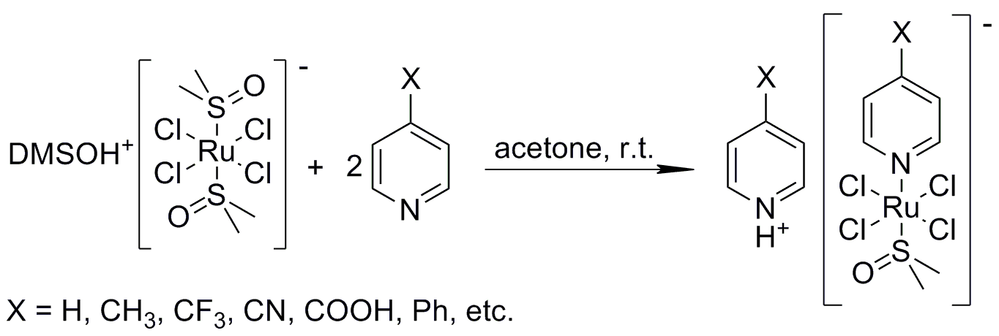 X
X
X
-
-
S
O
N
DMSOH⁺
Cl
Cl
Ru
Cl
Cl
+
2
N
acetone, r.t.
N
H⁺
Cl
Cl
Ru
Cl
Cl
O
S
O
S
X = H, CH₃, CF₃, CN, COOH, Ph, etc.